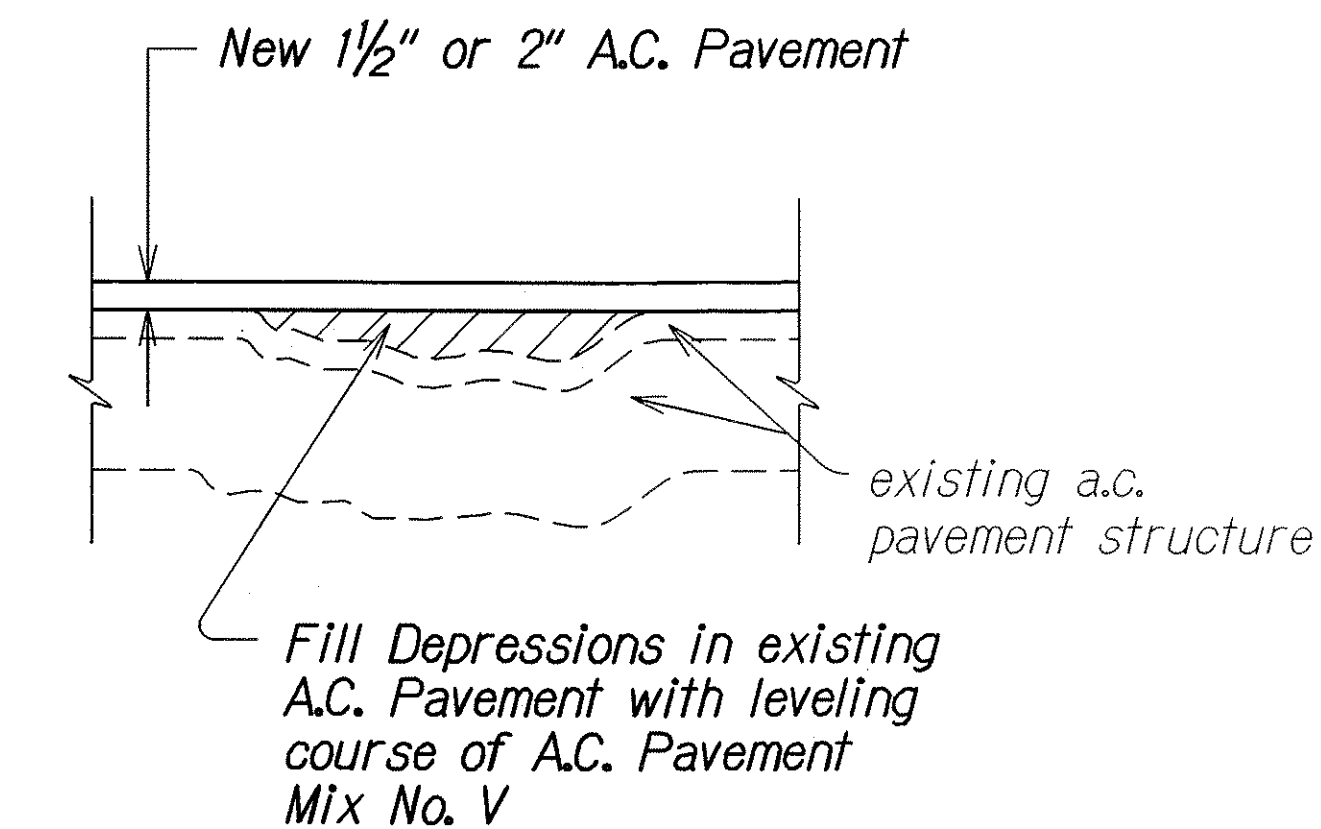 New 1½" or 2" A.C. Pavement
existing a.c.
pavement structure
Fill Depressions in existing
A.C. Pavement with leveling
course of A.C. Pavement
Mix No. V